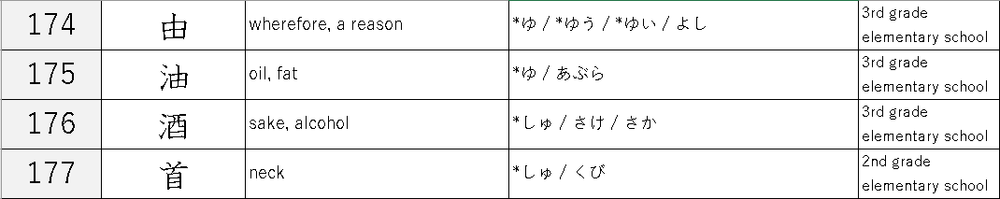 174 由 wherefore, a reason *ゆ / *ゆう / *ゆい / よし 3rd grade
elementary school
175 油 oil, fat *ゆ / あぶら 3rd grade
elementary school
176 酒 sake, alcohol *しゅ / さけ / さか 3rd grade
elementary school
177 首 neck *しゅ / くび 2nd grade
elementary school